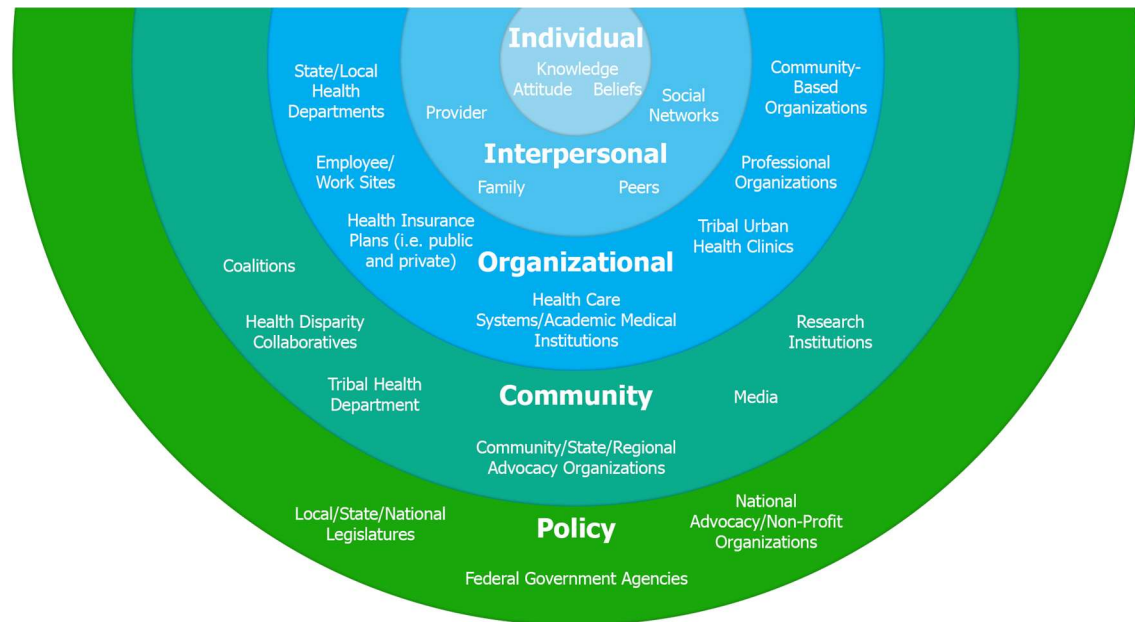 Individual
Knowledge
Attitude Beliefs
Provider
Social
Networks
Interpersonal
Family
Peers
State/Local
Health
Departments
Community-
Based
Organizations
Employee/
Work Sites
Professional
Organizations
Health Insurance
Plans (i.e. public
and private)
Tribal Urban
Health Clinics
Organizational
Health Care
Systems/Academic Medical
Institutions
Coalitions
Health Disparity
Collaboratives
Research
Institutions
Tribal Health
Department
Community
Media
Community/State/Regional
Advocacy Organizations
Local/State/National
Legislatures
Policy
National
Advocacy/Non-Profit
Organizations
Federal Government Agencies